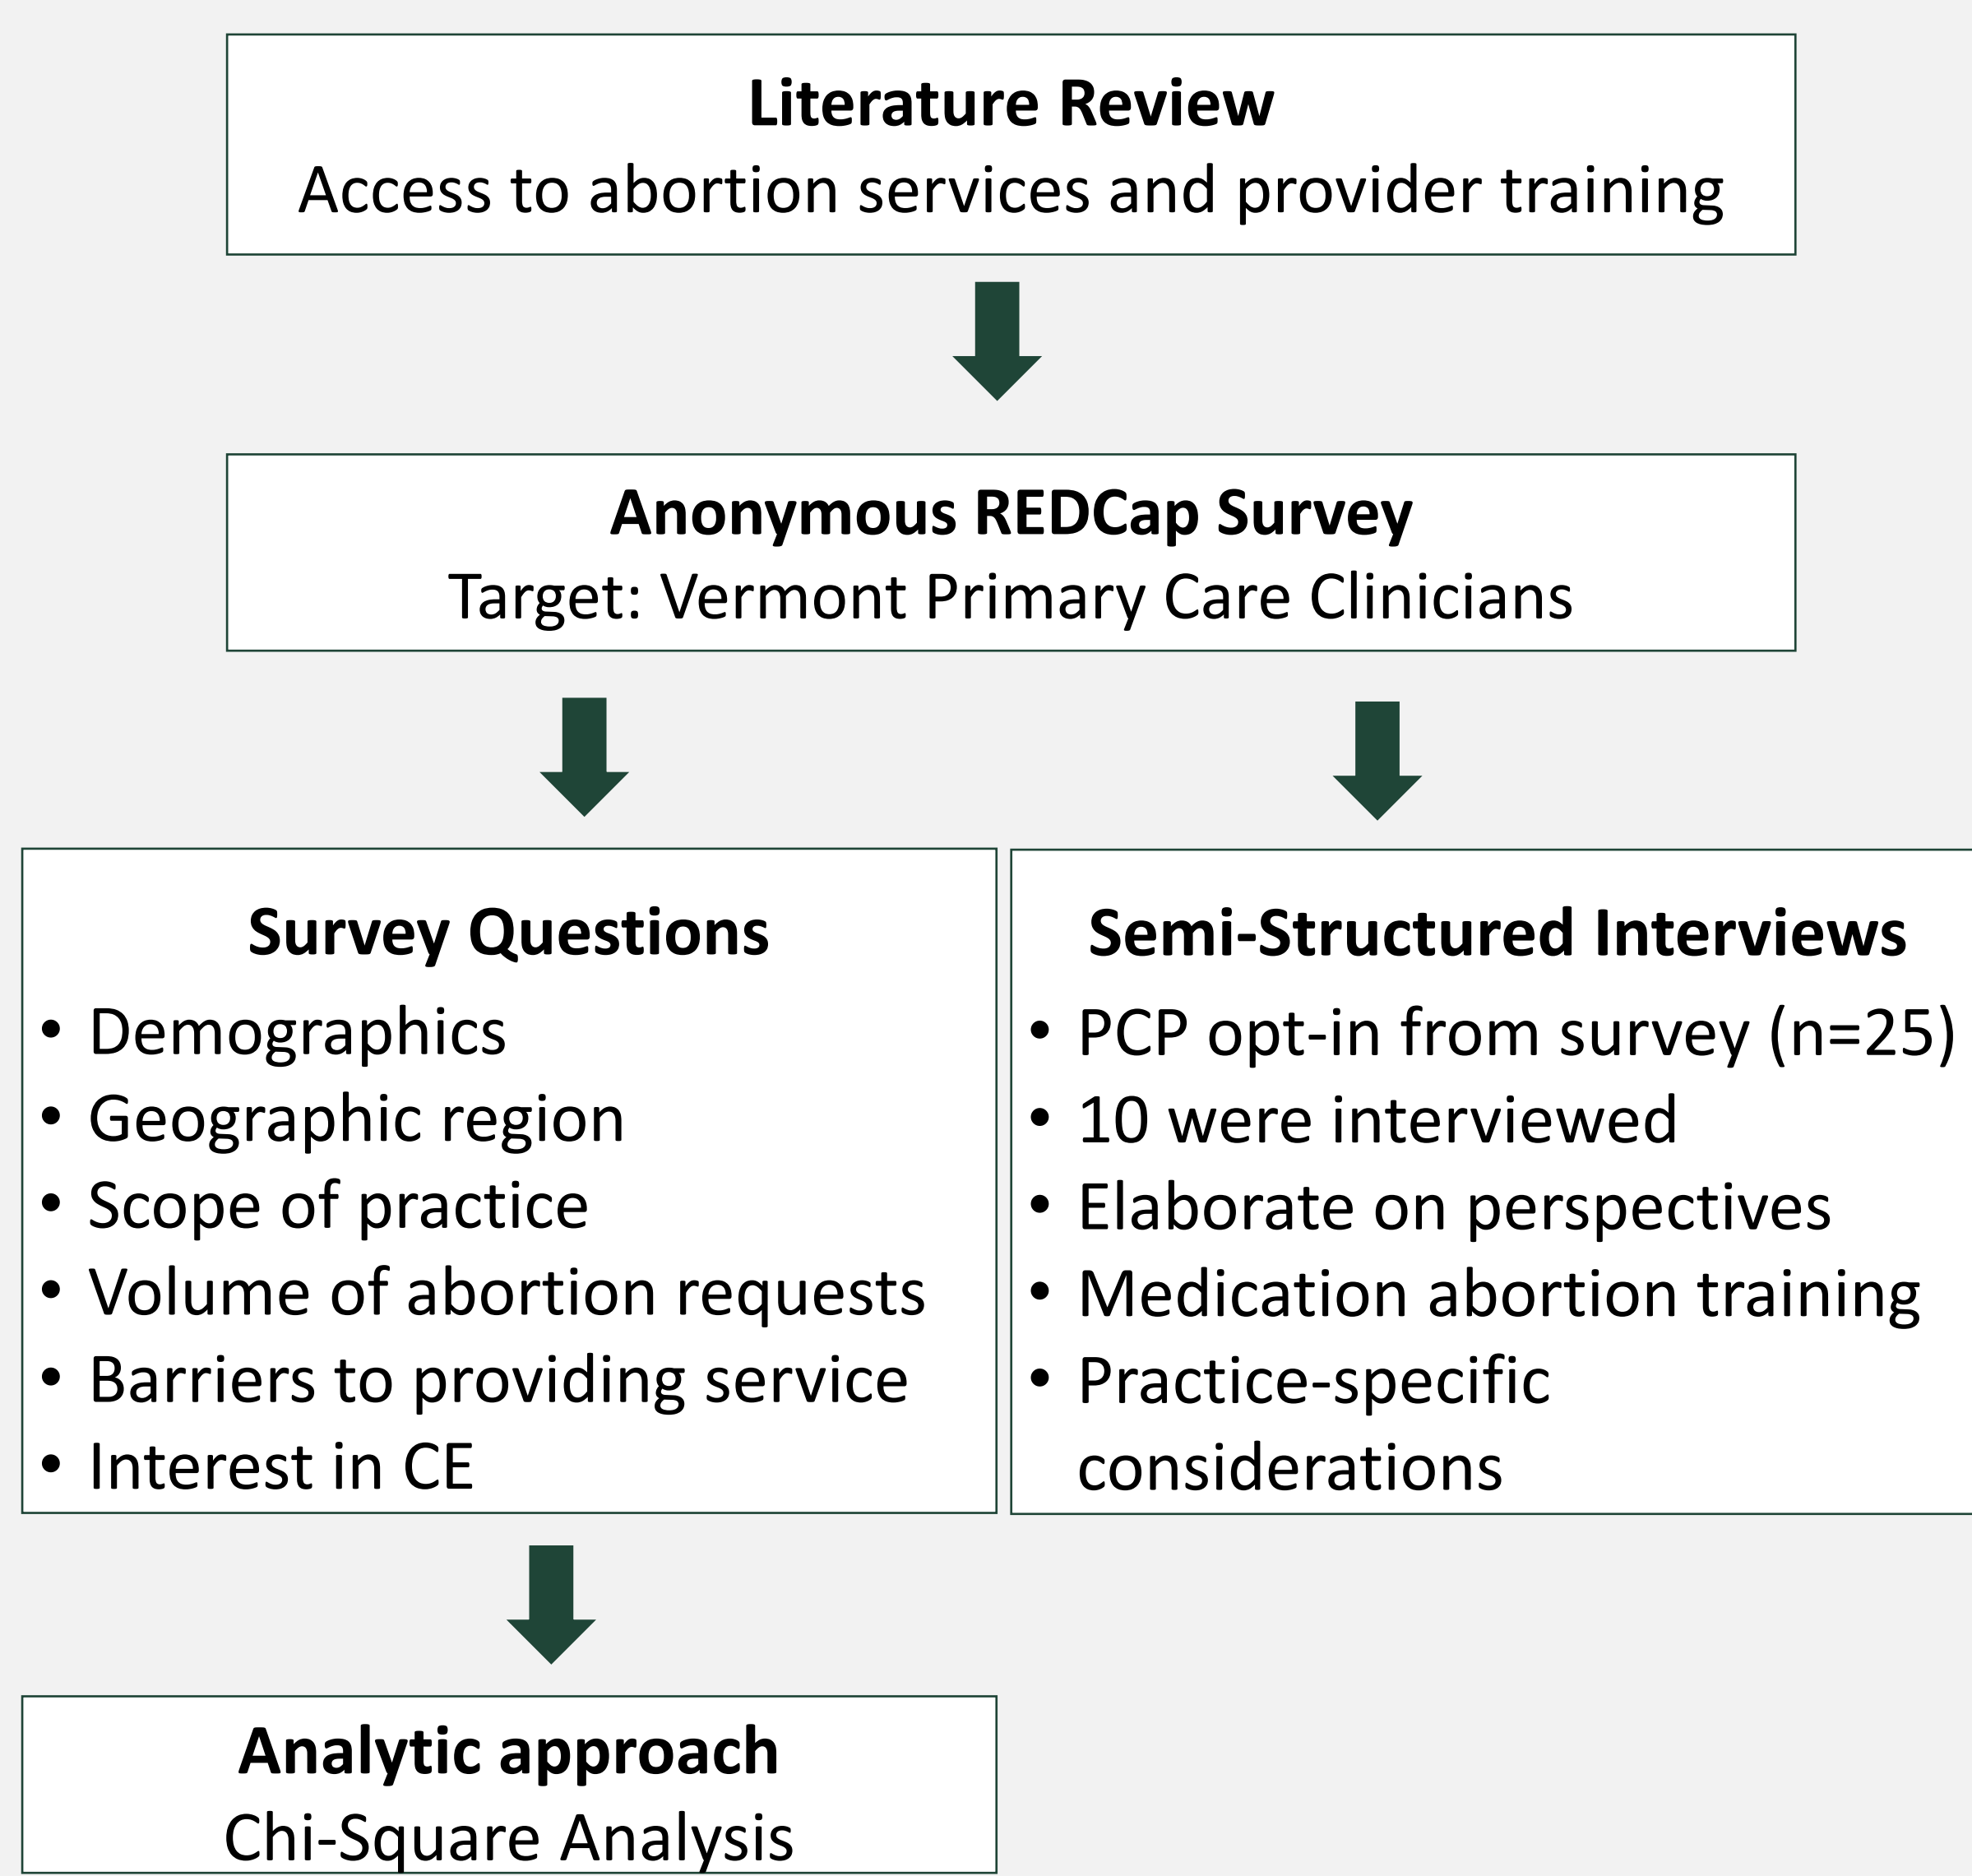 Literature Review
Access to abortion services and provider training
Anonymous REDCap Survey
Target: Vermont Primary Care Clinicians
Survey Questions
• Demographics
• Geographic region
• Scope of practice
• Volume of abortion requests
• Barriers to providing service
• Interest in CE
Semi-Structured Interviews
• PCP opt-in from survey (n=25)
• 10 were interviewed
• Elaborate on perspectives
• Medication abortion training
• Practice-specific
considerations
Analytic approach
Chi-Square Analysis